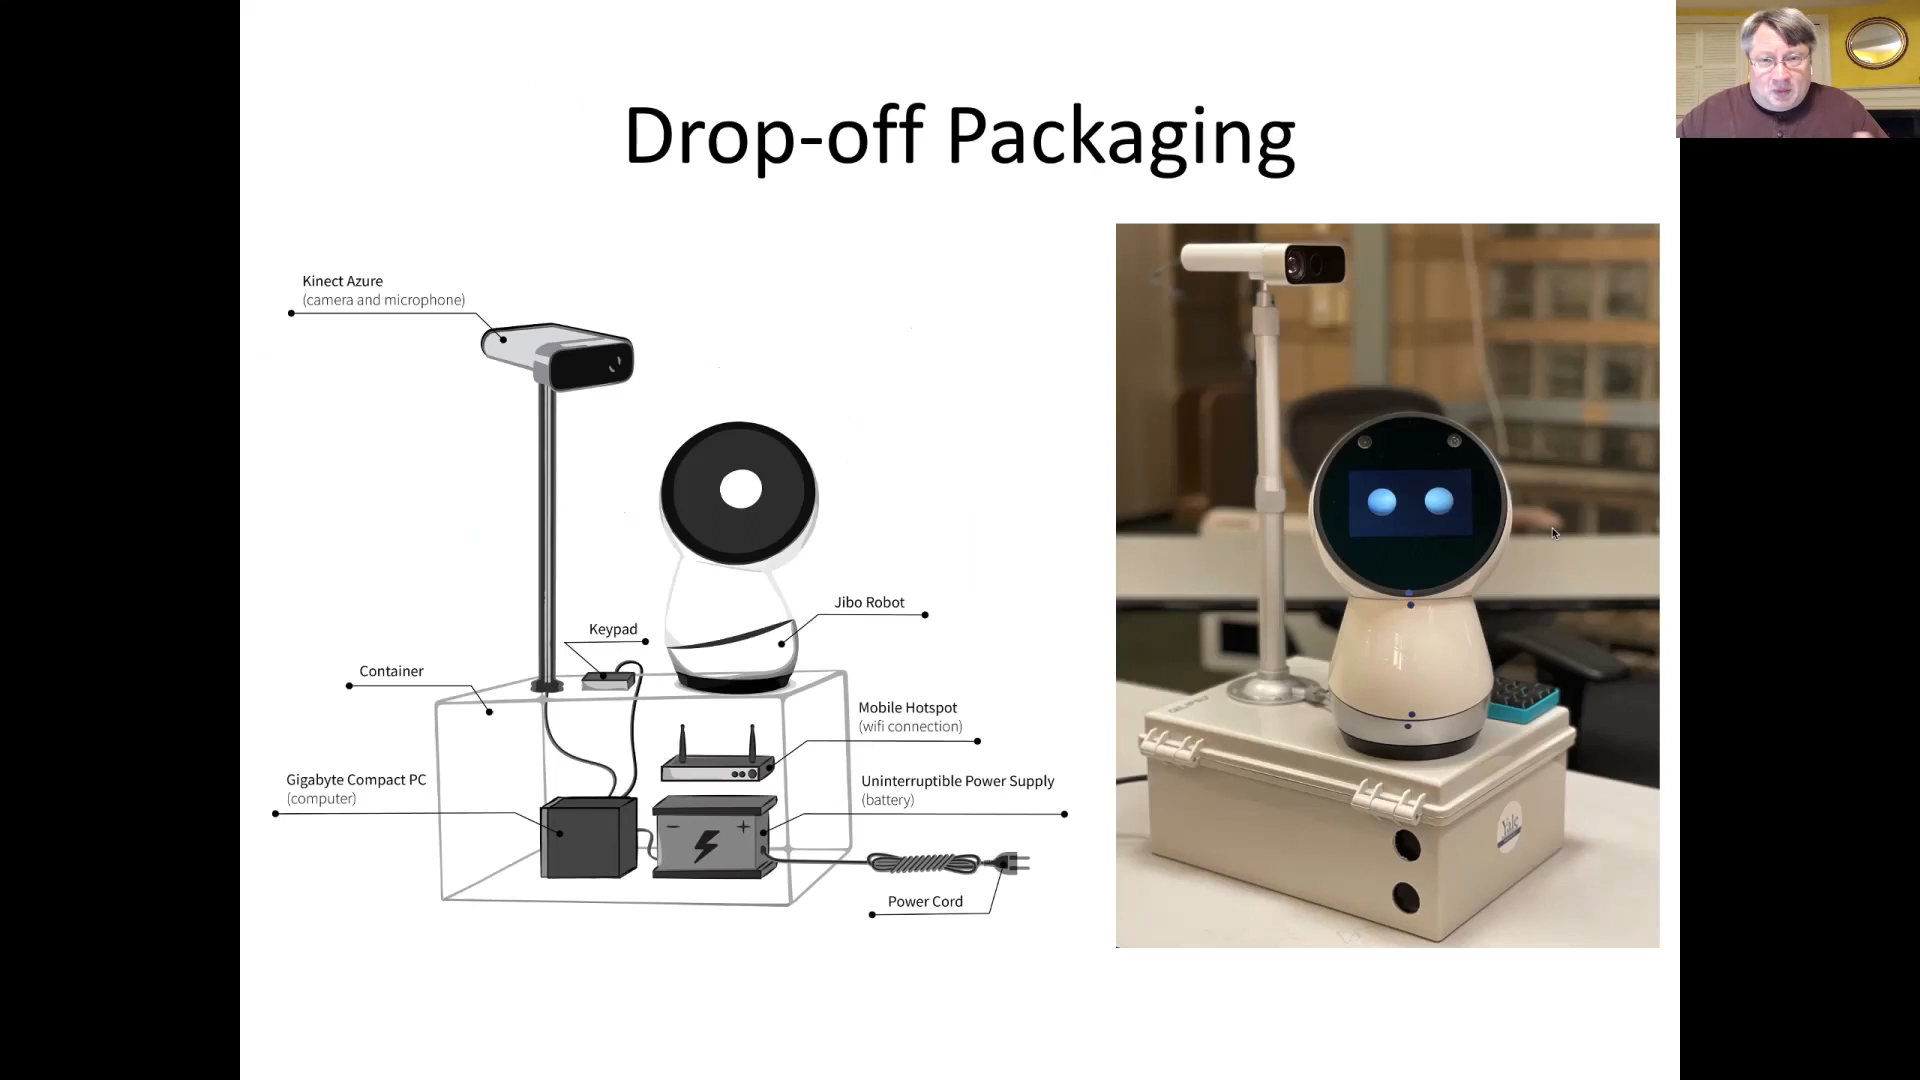 Drop-off Packaging
Kinect Azure
(camera and microphone)
Jibo Robot
Keypad
Container
Mobile Hotspot
(wifi connection)
Gigabyte Compact PC
(computer)
Uninterruptible Power Supply
(battery)
Power Cord
Yale